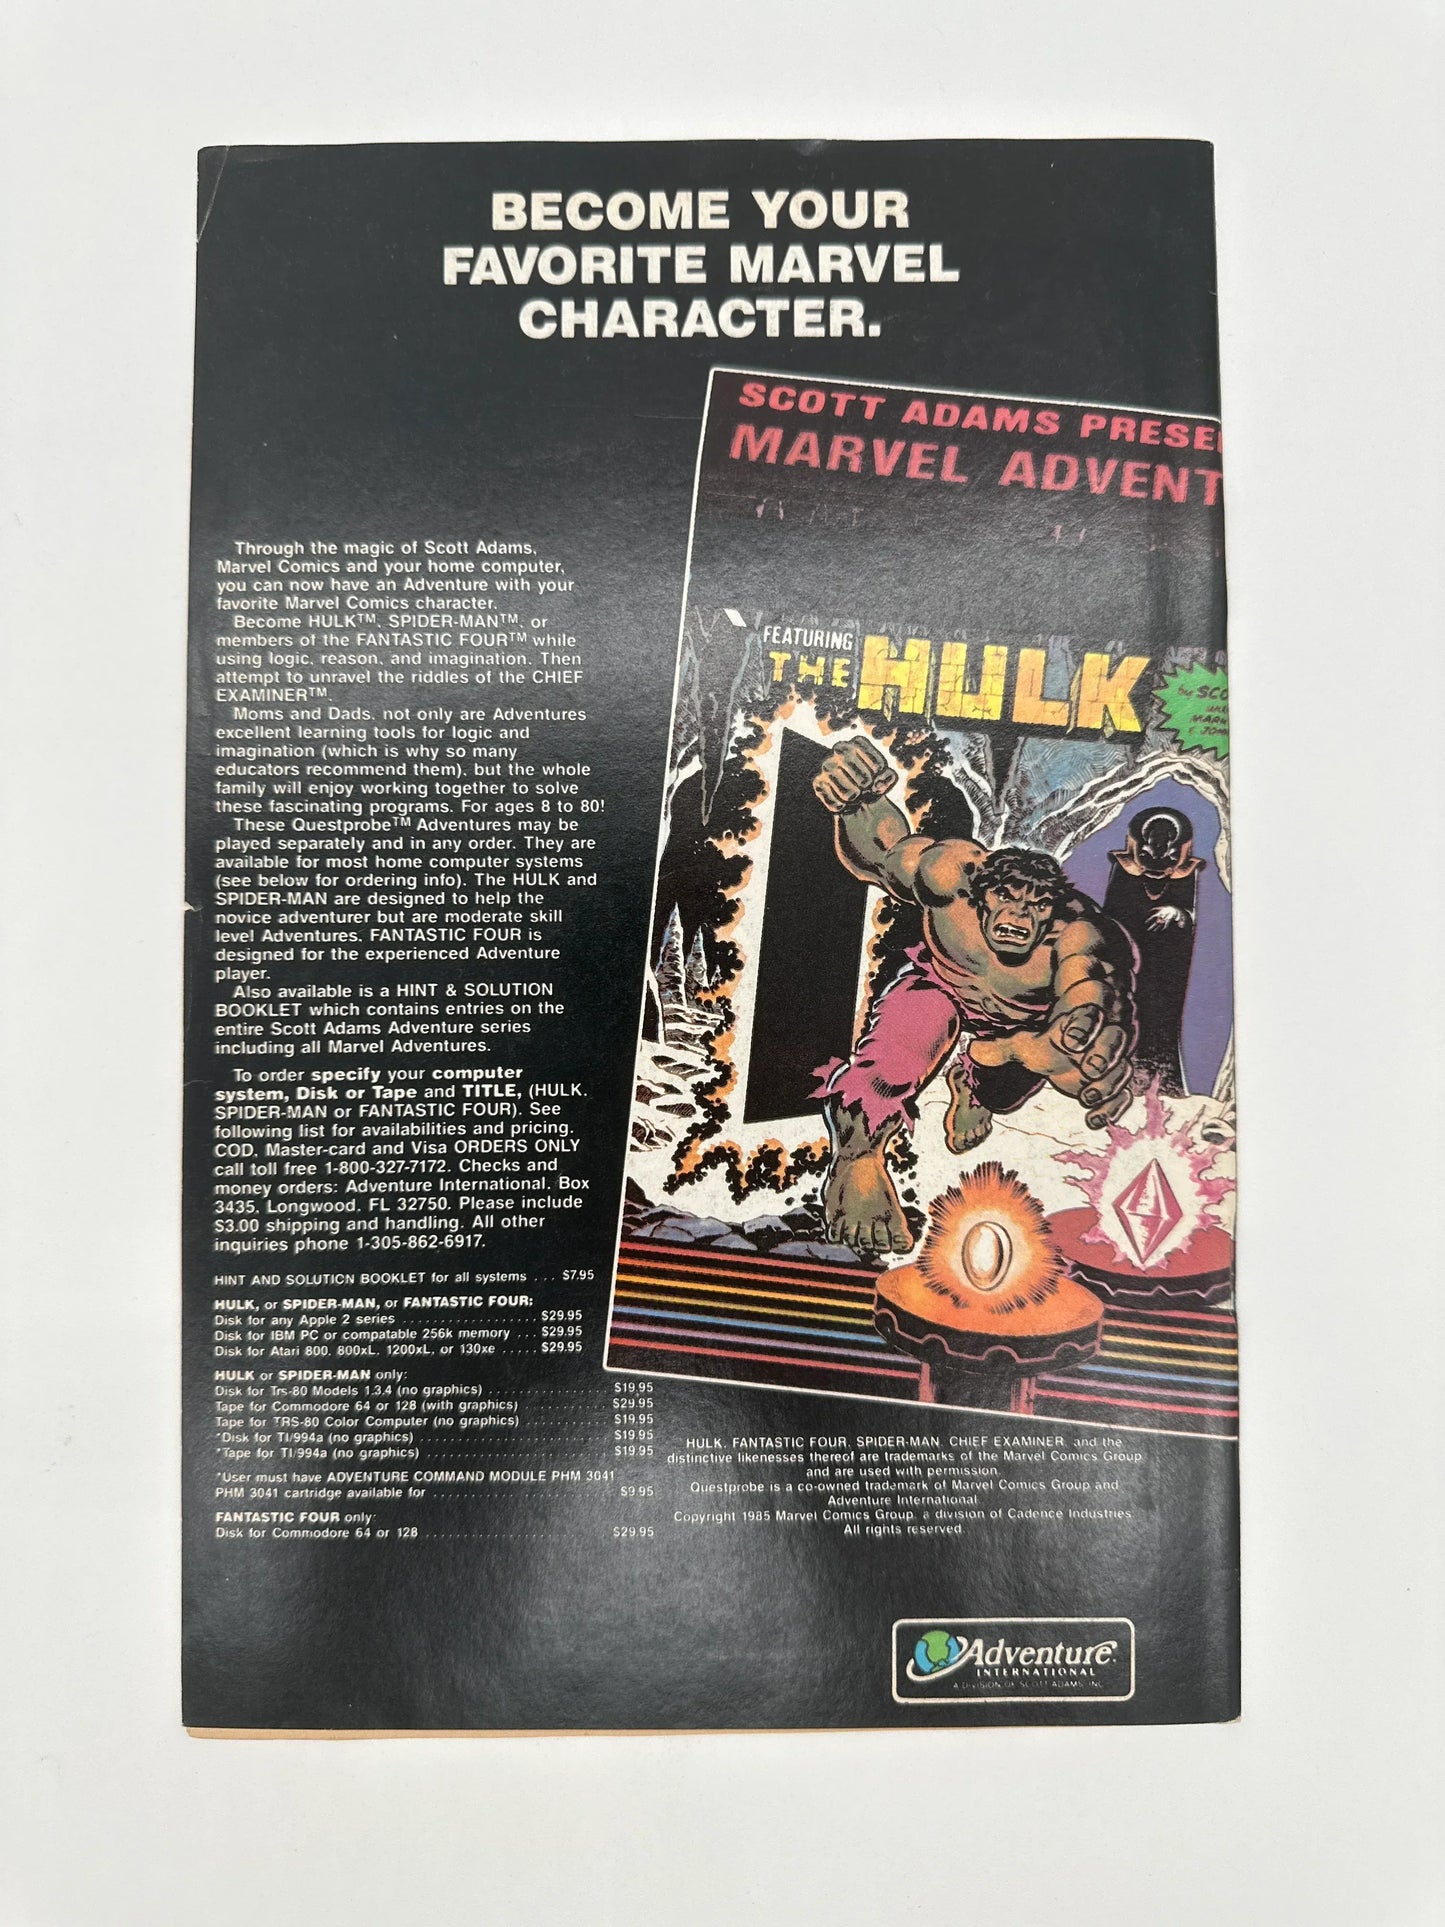 BECOME YOUR
FAVORITE MARVEL
CHARACTER.
SCOTT ADAMS PRESE
MARVEL ADVENT
FEATURING
THE HULK
by SCO
Through the magic of Scott Adams,
Marvel Comics and your home computer,
you can now have an Adventure with your
favorite Marvel Comics character.
Become HULK™, SPIDER-MAN™, or
members of the FANTASTIC FOUR™ while
using logic, reason, and imagination. Then
attempt to unravel the riddles of the CHIEF
EXAMINER™
Moms and Dads, not only are Adventures
excellent learning tools for logic and
imagination (which is why so many
educators recommend them), but the whole
family will enjoy working together to solve
these fascinating programs. For ages 8 to 80!
These Questprobe™ Adventures may be
played separately and in any order. They are
available for most home computer systems
(see below for ordering info). The HULK and
SPIDER-MAN are designed to help the
novice adventurer but are moderate skill
level Adventures. FANTASTIC FOUR is
designed for the experienced Adventure
player.
Also available is a HINT & SOLUTION
BOOKLET which contains entries on the
entire Scott Adams Adventure series
including all Marvel Adventures.
To order specify your computer
system, Disk or Tape and TITLE, (HULK,
SPIDER-MAN or FANTASTIC FOUR). See
following list for availabilities and pricing.
COD, Master-card and Visa ORDERS ONLY
call toll free 1-800-327-7172. Checks and
money orders: Adventure International, Box
3435, Longwood, FL 32750. Please include
$3.00 shipping and handling. All other
inquiries phone 1-305-862-6917.
HINT AND SOLUTION BOOKLET for all systems ... $7.95
HULK, or SPIDER-MAN, or FANTASTIC FOUR:
Disk for any Apple 2 series .................. $29.95
Disk for IBM PC or compatable 256k memory ... $29.95
Disk for Atari 800, 800xL, 1200xL, or 130xe ..... $29.95
HULK or SPIDER-MAN only:
Disk for Trs-80 Models 1.3.4 (no graphics) ............... $19.95
Tape for Commodore 64 or 128 (with graphics) ............ $29.95
Tape for TRS-80 Color Computer (no graphics) ........... $19.95
*Disk for TI/994a (no graphics) ......................... $19.95
*Tape for TI/994a (no graphics) ........................ $19.95
*User must have ADVENTURE COMMAND MODULE PHM 3041
PHM 3041 cartridge available for ....................... $9.95
FANTASTIC FOUR only:
Disk for Commodore 64 or 128 ........................ $29.95
HULK, FANTASTIC FOUR, SPIDER-MAN, CHIEF EXAMINER, and the
distinctive likenesses thereof are trademarks of the Marvel Comics Group
and are used with permission.
Questprobe is a co-owned trademark of Marvel Comics Group and
Adventure International.
Copyright 1985 Marvel Comics Group, a division of Cadence Industries.
All rights reserved.
Adventure
INTERNATIONAL
A DIVISION OF SCOTT ADAMS, INC.